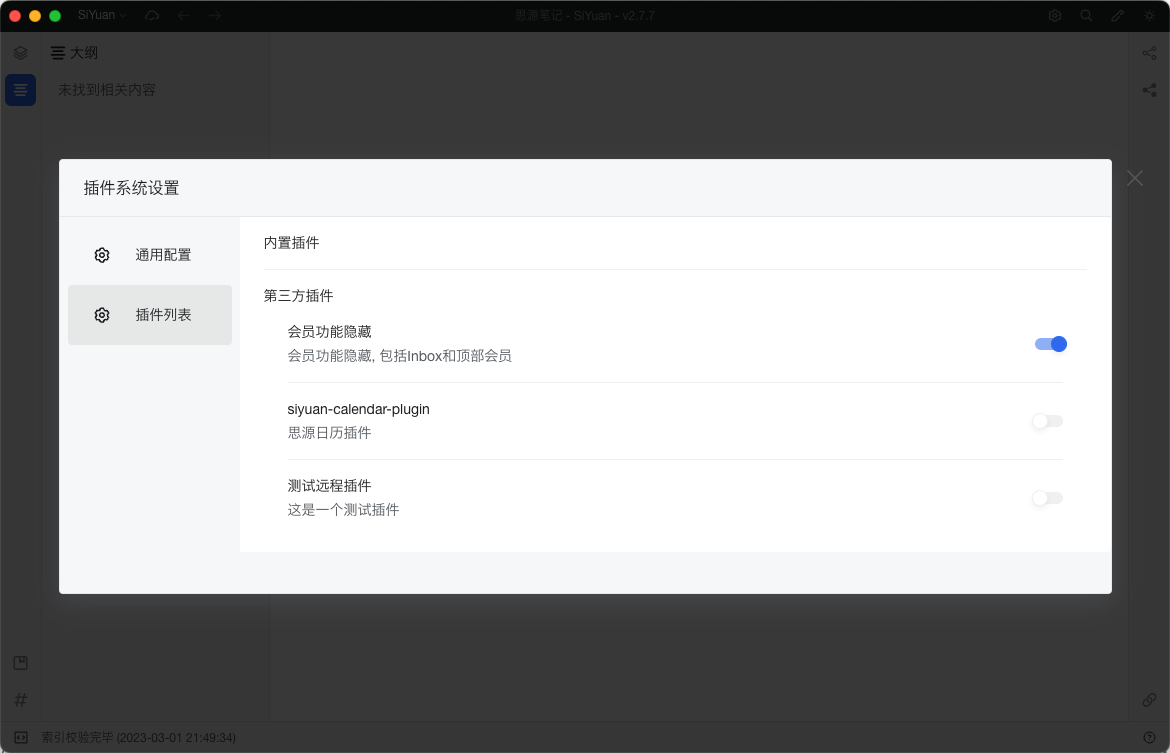 SiYuan
思源笔记 - SiYuan - v2.7.7
大纲
未找到相关内容
插件系统设置
通用配置
插件列表
内置插件
第三方插件
会员功能隐藏
会员功能隐藏, 包括Inbox和顶部会员
siyuan-calendar-plugin
思源日历插件
测试远程插件
这是一个测试插件
索引校验完毕 (2023-03-01 21:49:34)